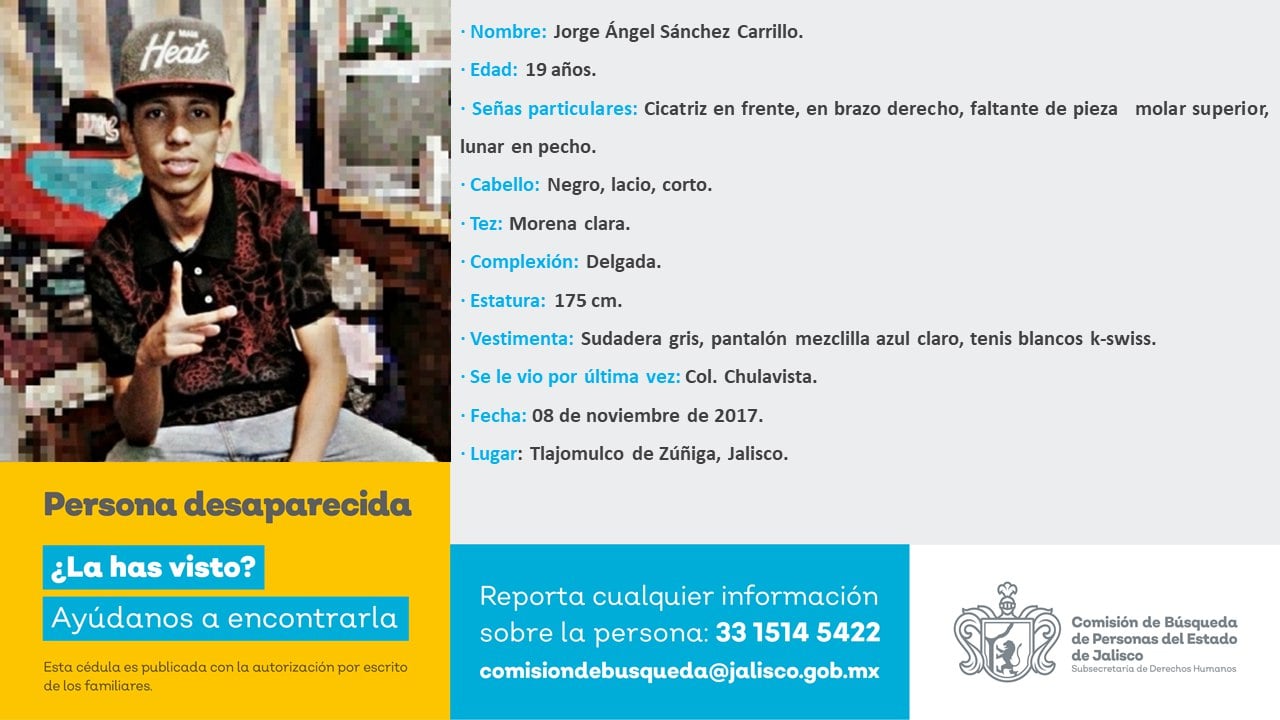 MIAMI
Heat
· Nombre: Jorge Ángel Sánchez Carrillo.
· Edad: 19 años.
· Señas particulares: Cicatriz en frente, en brazo derecho, faltante de pieza molar superior,
lunar en pecho.
· Cabello: Negro, lacio, corto.
· Tez: Morena clara.
· Complexión: Delgada.
· Estatura: 175 cm.
· Vestimenta: Sudadera gris, pantalón mezclilla azul claro, tenis blancos k-swiss.
· Se le vio por última vez: Col. Chulavista.
· Fecha: 08 de noviembre de 2017.
· Lugar: Tlajomulco de Zúñiga, Jalisco.
Persona desaparecida
¿La has visto?
Ayúdanos a encontrarla
Esta cédula es publicada con la autorización por escrito
de los familiares.
Reporta cualquier información
sobre la persona: 33 1514 5422
comisiondebusqueda@jalisco.gob.mx
Comisión de Búsqueda
de Personas del Estado
de Jalisco
Subsecretaría de Derechos Humanos